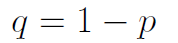 q = 1 − p